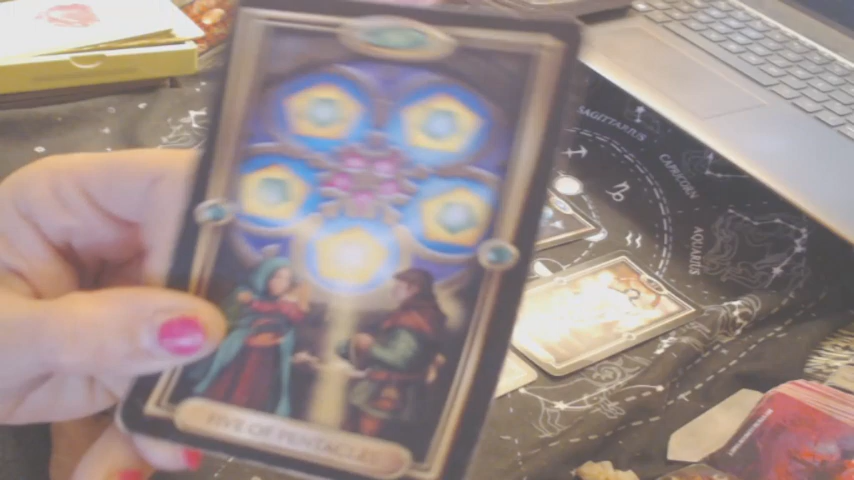 SAGITTARIUS
CAPRICORN
AQUARIUS
FIVE OF PENTACLES